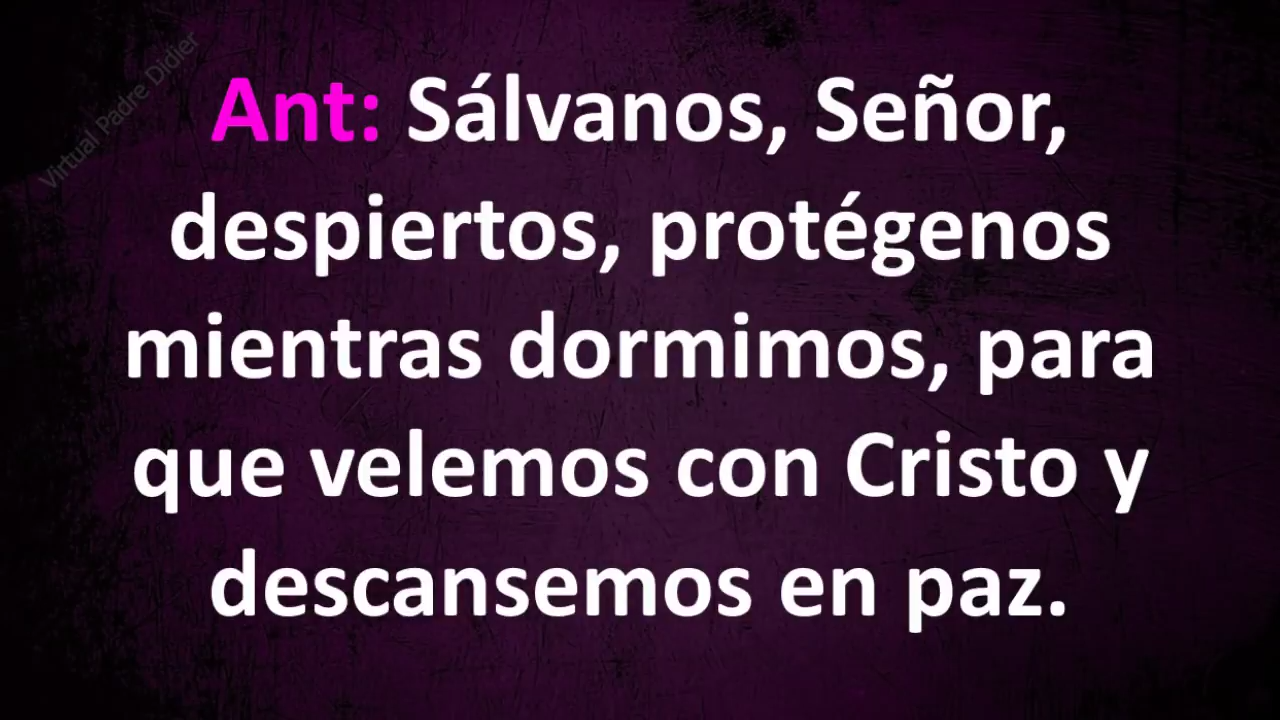 Virtual Padre Didier
Ant: Sálvanos, Señor,
despiertos, protégenos
mientras dormimos, para
que velemos con Cristo y
descansemos en paz.